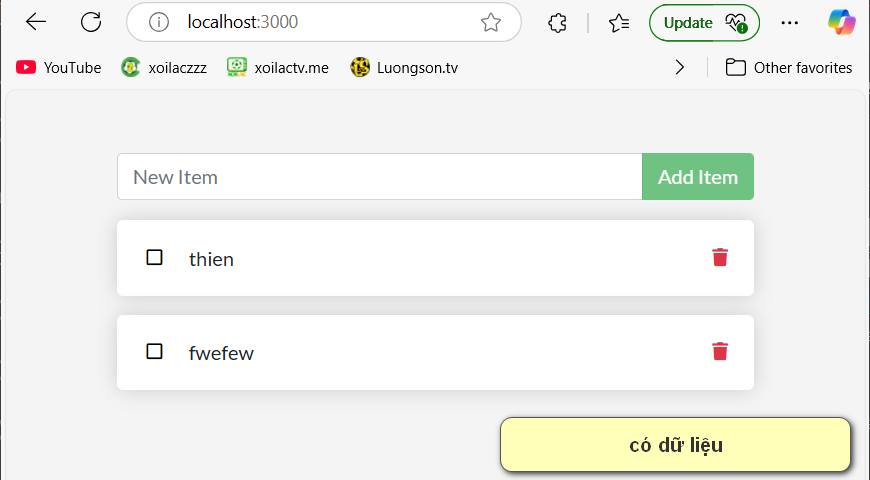 localhost:3000
Update
YouTube
xoilaczzz
xoilactv.me
Luongson.tv
Other favorites
New Item
Add Item
thien
fwefew
có dữ liệu